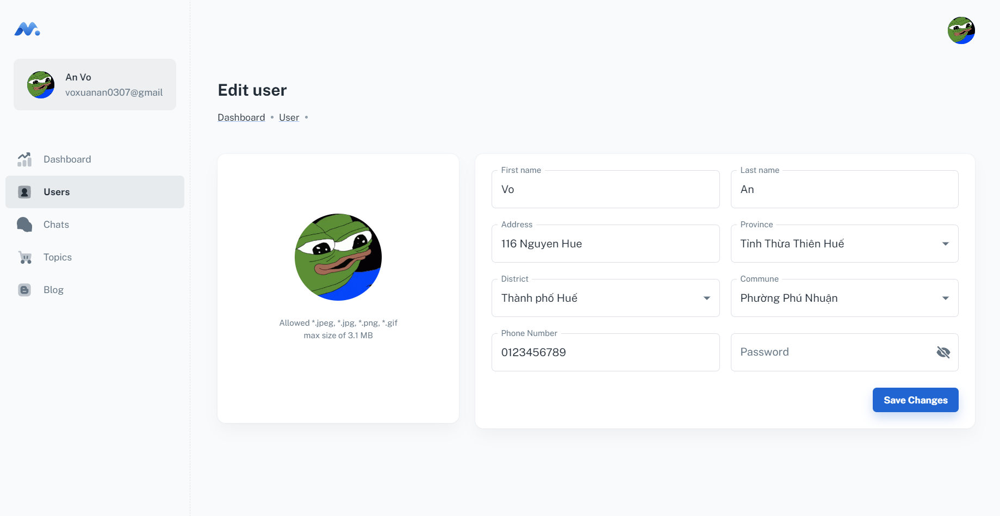 An Vo
voxuanan0307@gmail
Dashboard
Users
Chats
Topics
Blog
Edit user
Dashboard • User •
Allowed *.jpeg, *.jpg, *.png, *.gif
max size of 3.1 MB
First name
Vo
Last name
An
Address
116 Nguyen Hue
Province
Tỉnh Thừa Thiên Huế
District
Thành phố Huế
Commune
Phường Phú Nhuận
Phone Number
0123456789
Password
Save Changes